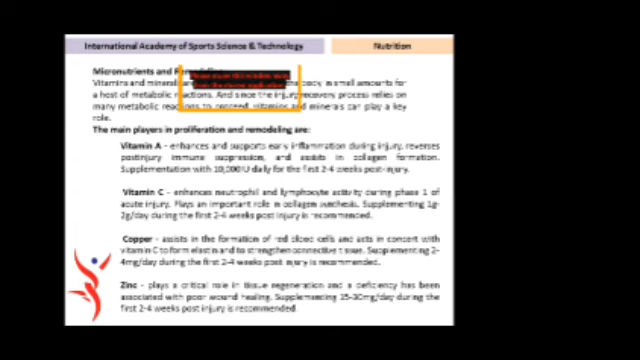 International Academy of Sports Science & Technology
Nutrition
Micronutrients and
Vitamins and minerals body in small amounts for
a host of metabolic reactions. And since the injury recovery process relies on
many metabolic reactions to proceed, vitamins and minerals can play a key
role.
The main players in proliferation and remodeling are:
Vitamin A - enhances and supports early inflammation during injury, reverses
postinjury immune suppression, and assists in collagen formation.
Supplementation with 10,000IU daily for the first 2-4 weeks post-injury.
Vitamin C - enhances neutrophil and lymphocyte activity during phase 1 of
acute injury. Plays an important role in collagen synthesis. Supplementing 1g-
2g/day during the first 2-4 weeks post injury is recommended.
Copper - assists in the formation of red blood cells and acts in concert with
vitamin C to form elastin and to strengthen connective tissue. Supplementing 2-
4mg/day during the first 2-4 weeks post injury is recommended.
Zinc - plays a critical role in tissue regeneration and a deficiency has been
associated with poor wound healing. Supplementing 15-30mg/day during the
first 2-4 weeks post injury is recommended.